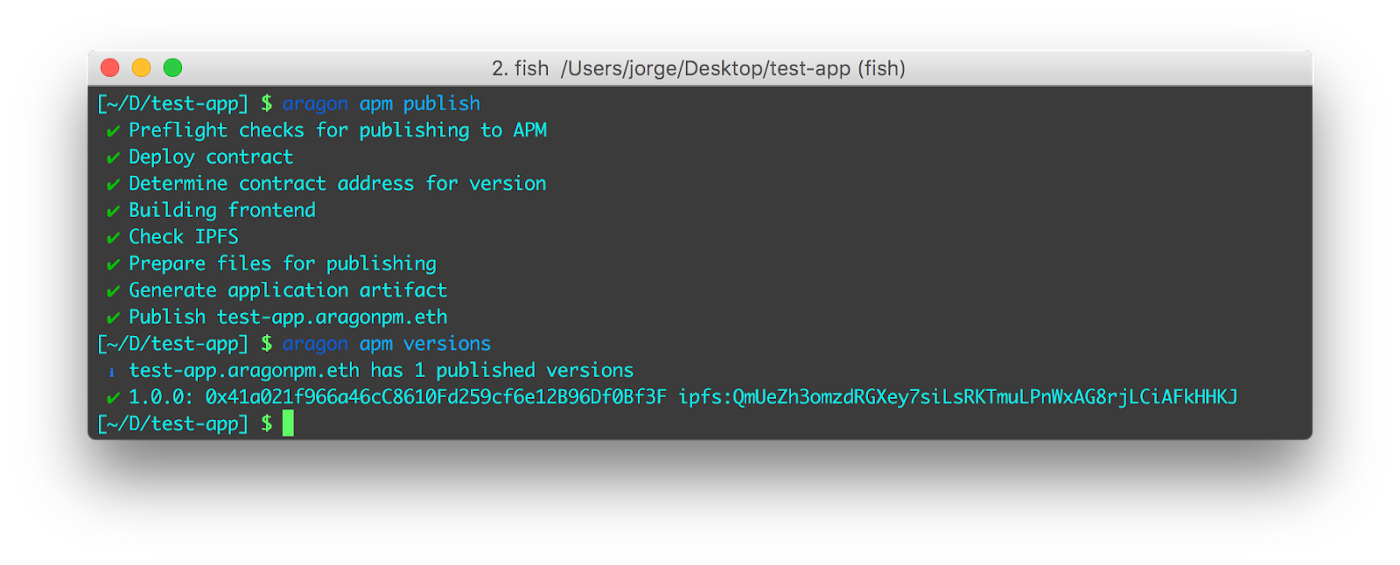 2. fish /Users/jorge/Desktop/test-app (fish)
[~/D/test-app] $ aragon apm publish
✔ Preflight checks for publishing to APM
✔ Deploy contract
✔ Determine contract address for version
✔ Building frontend
✔ Check IPFS
✔ Prepare files for publishing
✔ Generate application artifact
✔ Publish test-app.aragonpm.eth
[~/D/test-app] $ aragon apm versions
ℹ test-app.aragonpm.eth has 1 published versions
✔ 1.0.0: 0x41a021f966a46cC8610Fd259cf6e12B96Df0Bf3F ipfs:QmUeZh3omzdRGXey7siLsRKTmuLPnWxAG8rjLCiAFkHHKJ
[~/D/test-app] $